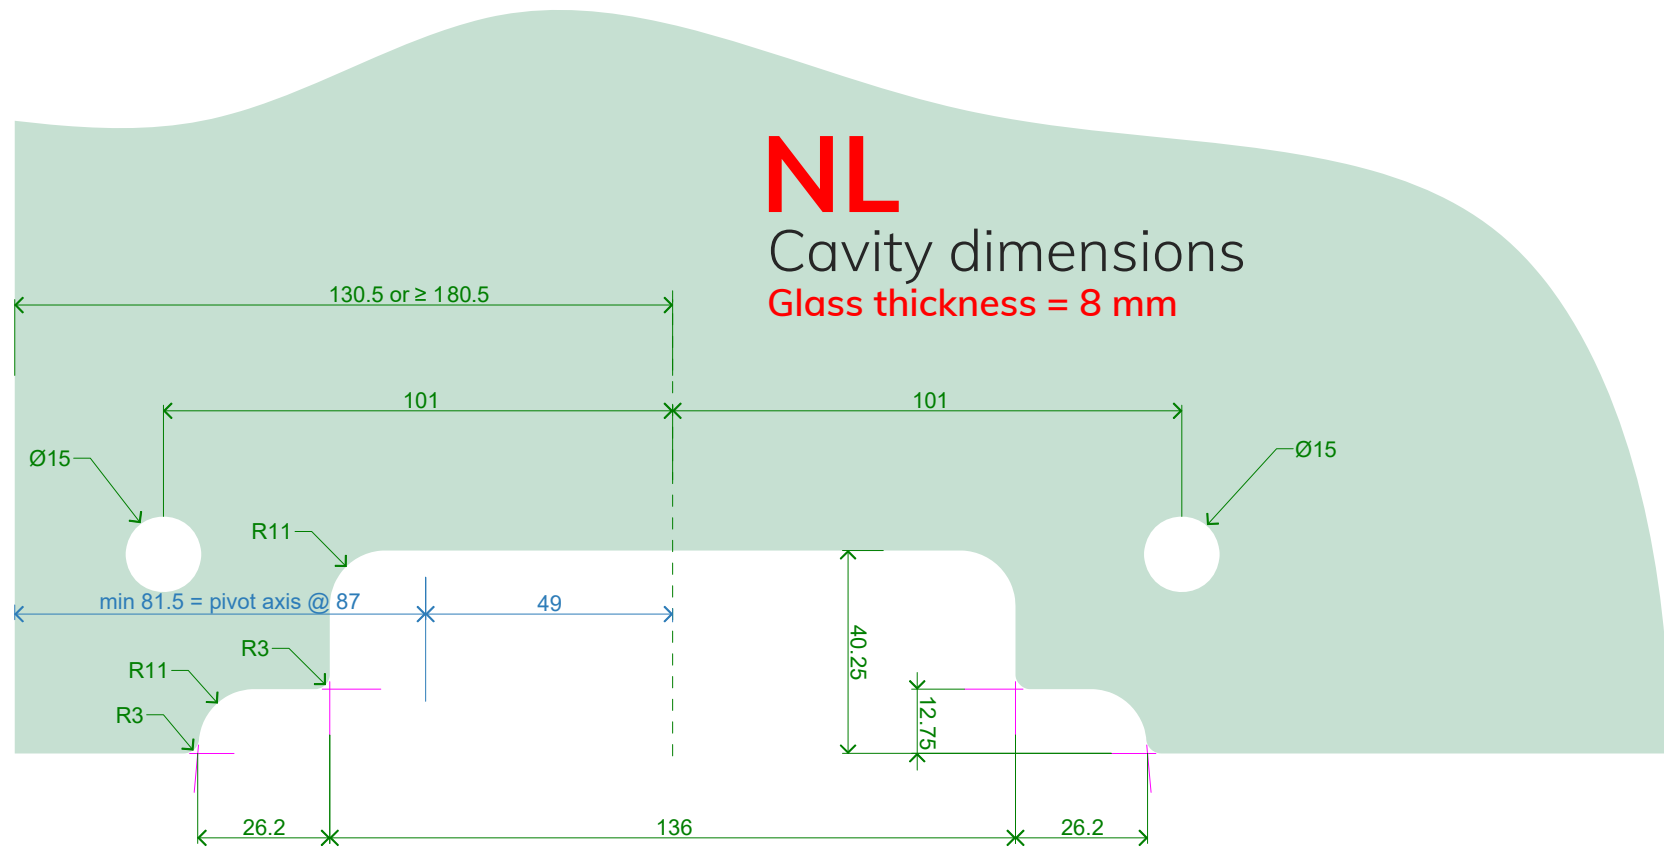 NL
Cavity dimensions
Glass thickness = 8 mm
130.5 or ≥ 180.5
101
101
Ø15
Ø15
R11
min 81.5 = pivot axis @ 87
49
R3
40.25
R11
12.75
R3
26.2
136
26.2